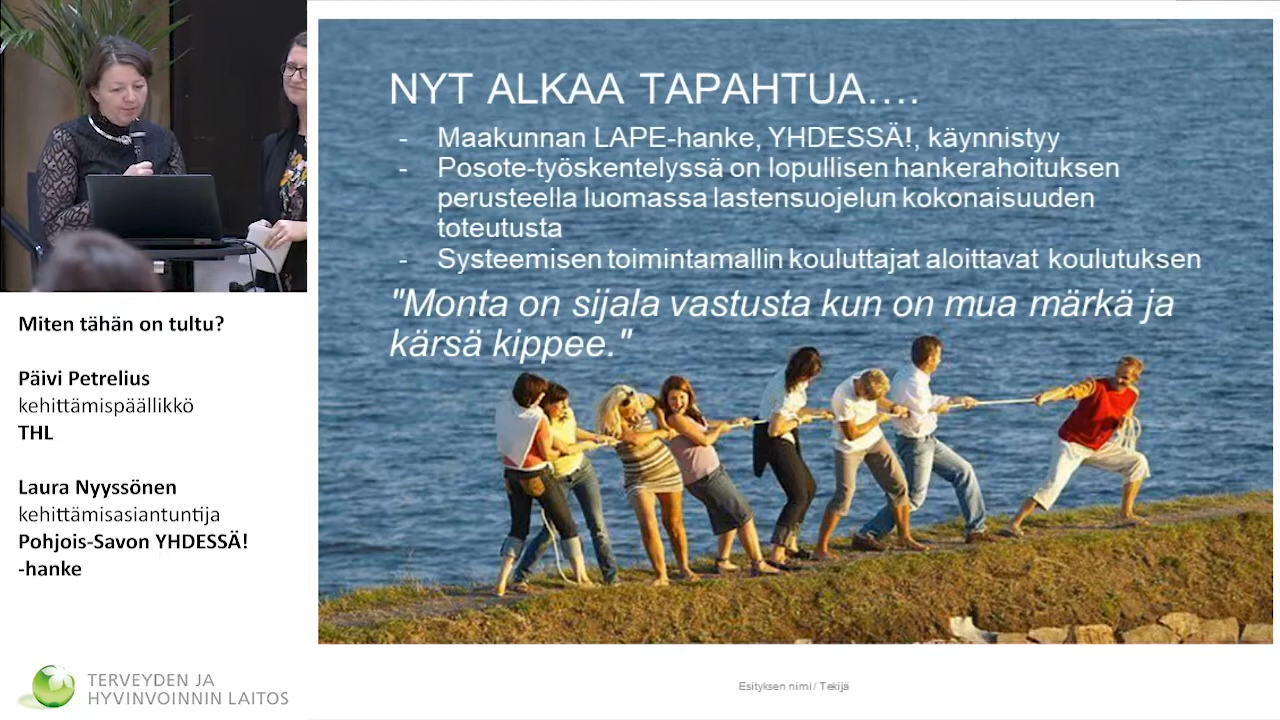 NYT ALKAA TAPAHTUA....
- Maakunnan LAPE-hanke, YHDESSÄ!, käynnistyy
- Posote-työskentelyssä on lopullisen hankerahoituksen
perusteella luomassa lastensuojelun kokonaisuuden
toteutusta
- Systeemisen toimintamallin kouluttajat aloittavat koulutuksen
"Monta on sijala vastusta kun on mua märkä ja
kärsä kippee."
Miten tähän on tultu?
Päivi Petrelius
kehittämispäällikkö
THL
Laura Nyyssönen
kehittämisasiantuntija
Pohjois-Savon YHDESSÄ!
-hanke
TERVEYDEN JA
HYVINVOINNIN LAITOS
Esityksen nimi / Tekijä